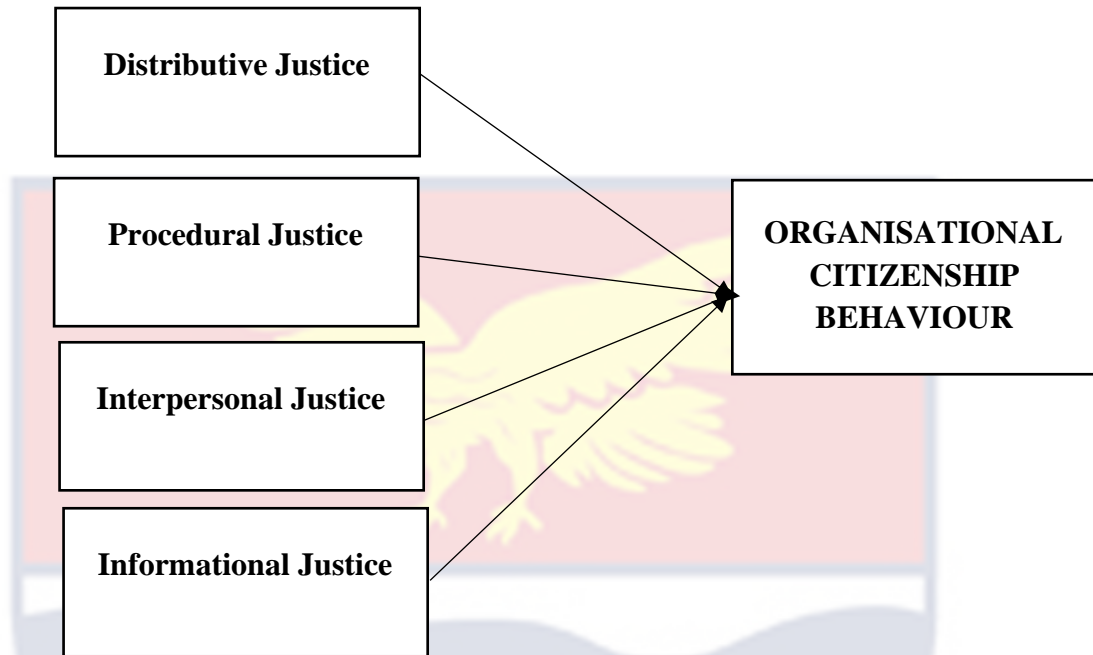 Distributive Justice
Procedural Justice
Interpersonal Justice
Informational Justice
ORGANISATIONAL
CITIZENSHIP
BEHAVIOUR